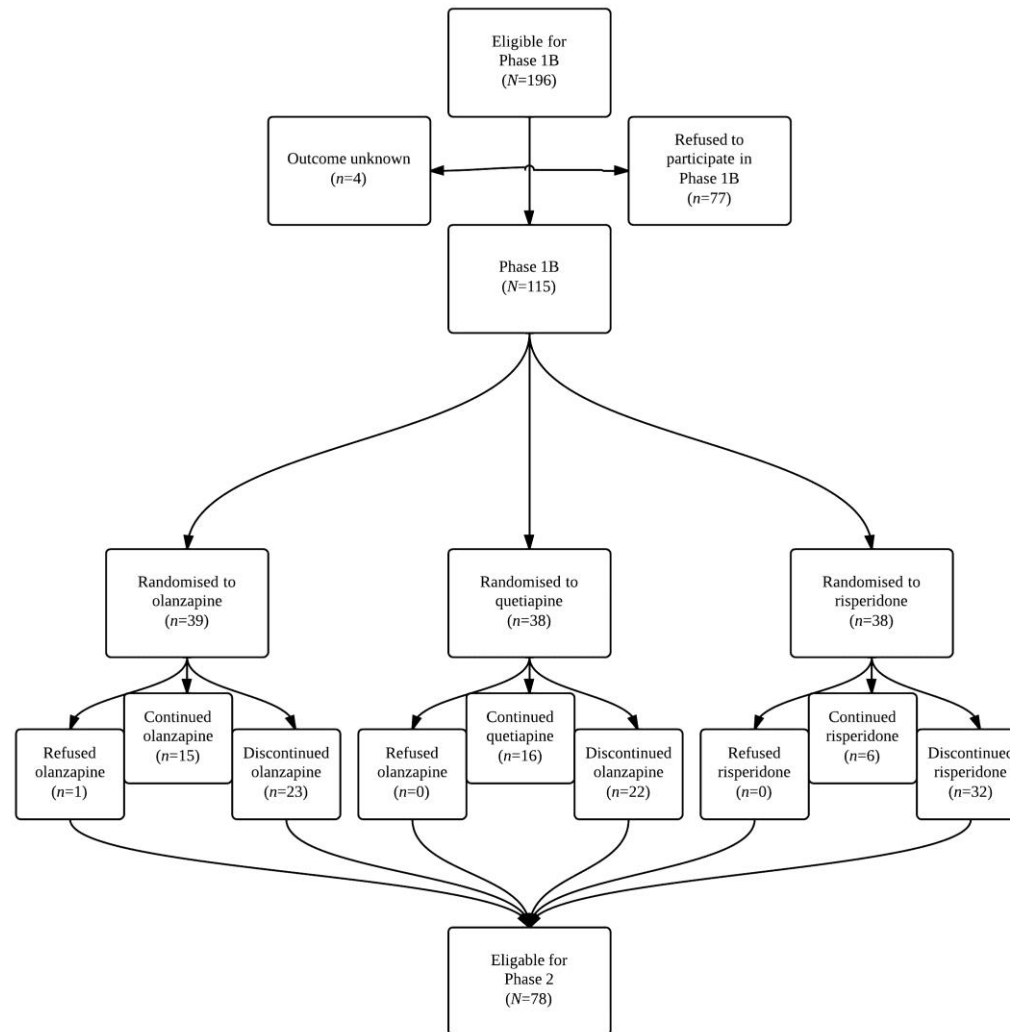 Eligible for
Phase 1B
(N=196)
Outcome unknown
(n=4)
Refused to
participate in
Phase 1B
(n=77)
Phase 1B
(N=115)
Randomised to
olanzapine
(n=39)
Randomised to
quetiapine
(n=38)
Randomised to
risperidone
(n=38)
Refused
olanzapine
(n=1)
Continued
olanzapine
(n=15)
Discontinued
olanzapine
(n=23)
Refused
olanzapine
(n=0)
Continued
quetiapine
(n=16)
Discontinued
olanzapine
(n=22)
Refused
risperidone
(n=0)
Continued
risperidone
(n=6)
Discontinued
risperidone
(n=32)
Eligable for
Phase 2
(N=78)